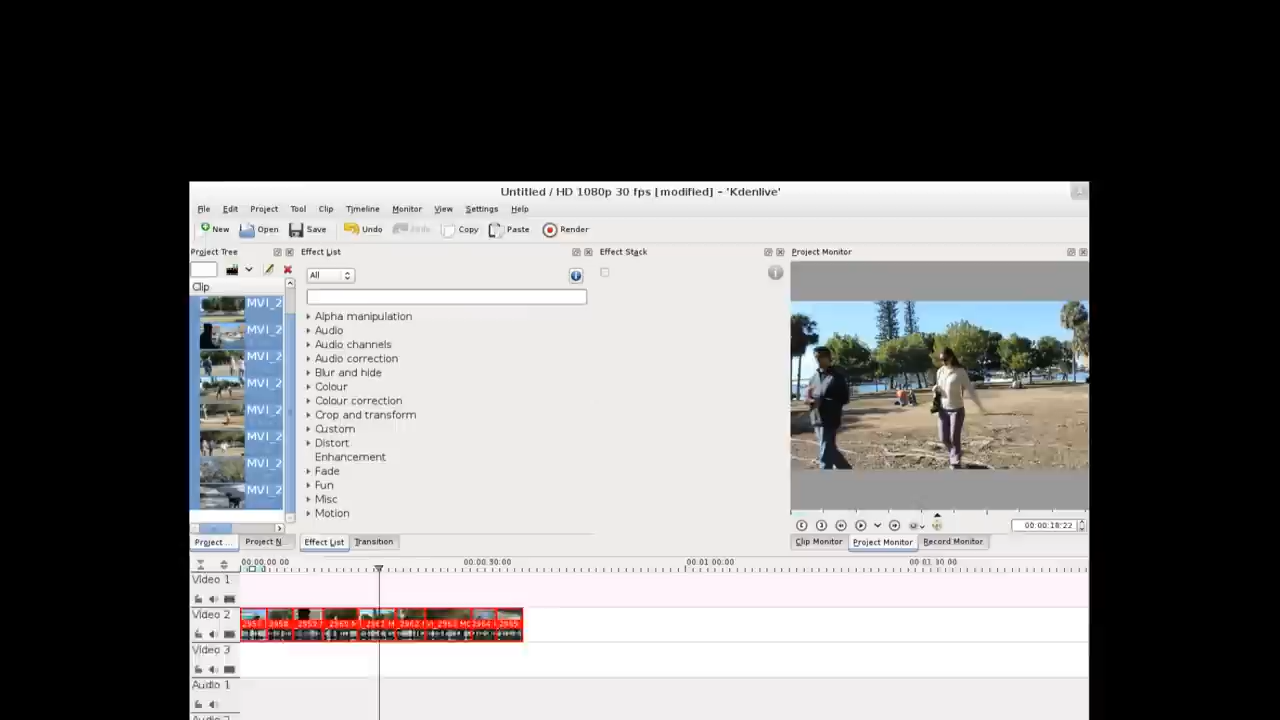 Untitled / HD 1080p 30 fps [modified] – 'Kdenlive'
File Edit Project Tool Clip Timeline Monitor View Settings Help
New Open Save Undo Redo Copy Paste Render
Project Tree Effect List Effect Stack Project Monitor
All
Clip
MVI_2
MVI_2
MVI_2
MVI_2
MVI_2
MVI_2
MVI_2
MVI_2
Alpha manipulation
Audio
Audio channels
Audio correction
Blur and hide
Colour
Colour correction
Crop and transform
Custom
Distort
Enhancement
Fade
Fun
Misc
Motion
00:00:18:22
Project ... Project N Effect List Transition Clip Monitor Project Monitor Record Monitor
00:00:00:00 00:00:30:00 00:01:00:00
Video 1
Video 2
Video 3
Audio 1